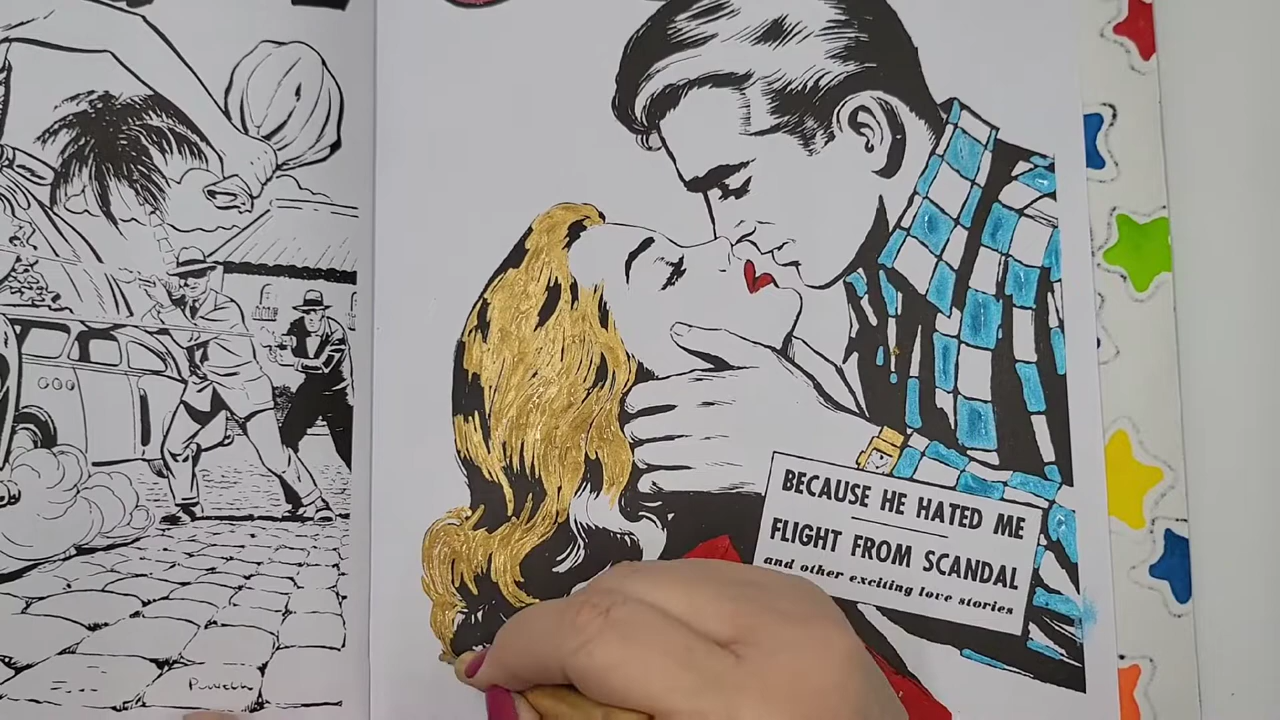 BECAUSE HE HATED ME
FLIGHT FROM SCANDAL
and other exciting love stories